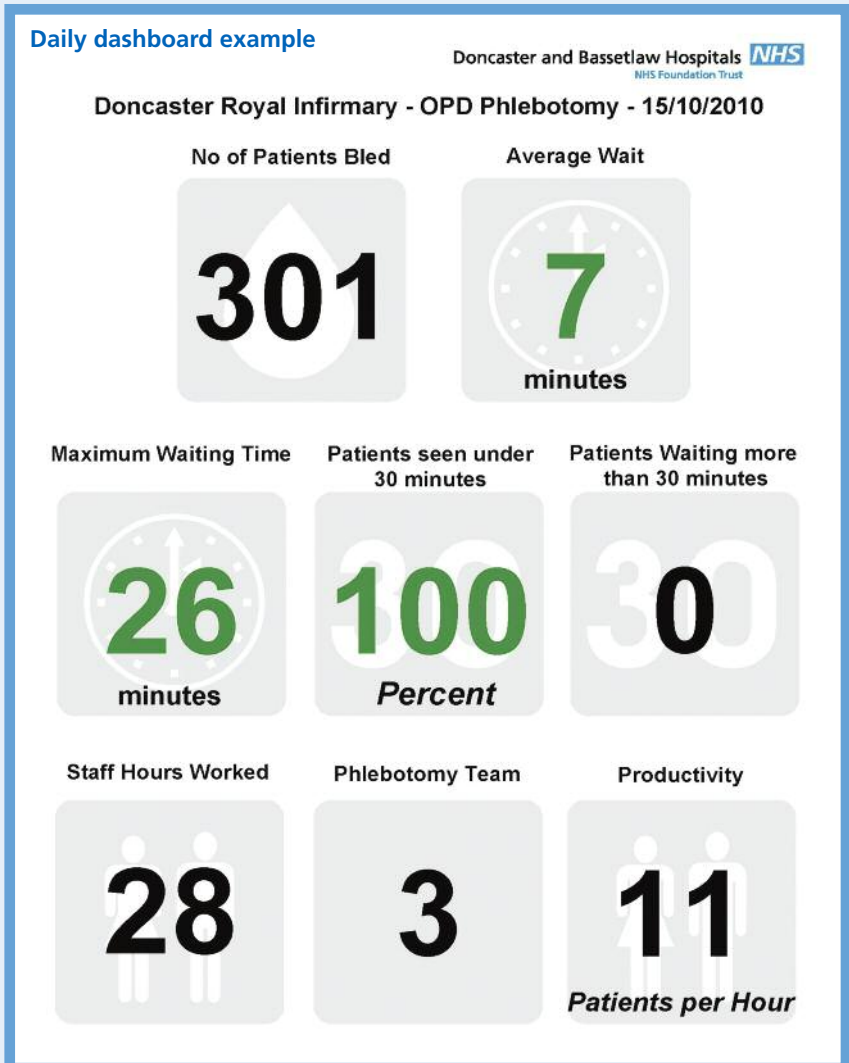 Daily dashboard example
Doncaster and Bassetlaw Hospitals NHS
NHS Foundation Trust
Doncaster Royal Infirmary - OPD Phlebotomy - 15/10/2010
No of Patients Bled
301
Average Wait
7
minutes
Maximum Waiting Time
26
minutes
Patients seen under
30 minutes
30
100
Percent
Patients Waiting more
than 30 minutes
30
0
Staff Hours Worked
28
Phlebotomy Team
3
Productivity
11
Patients per Hour